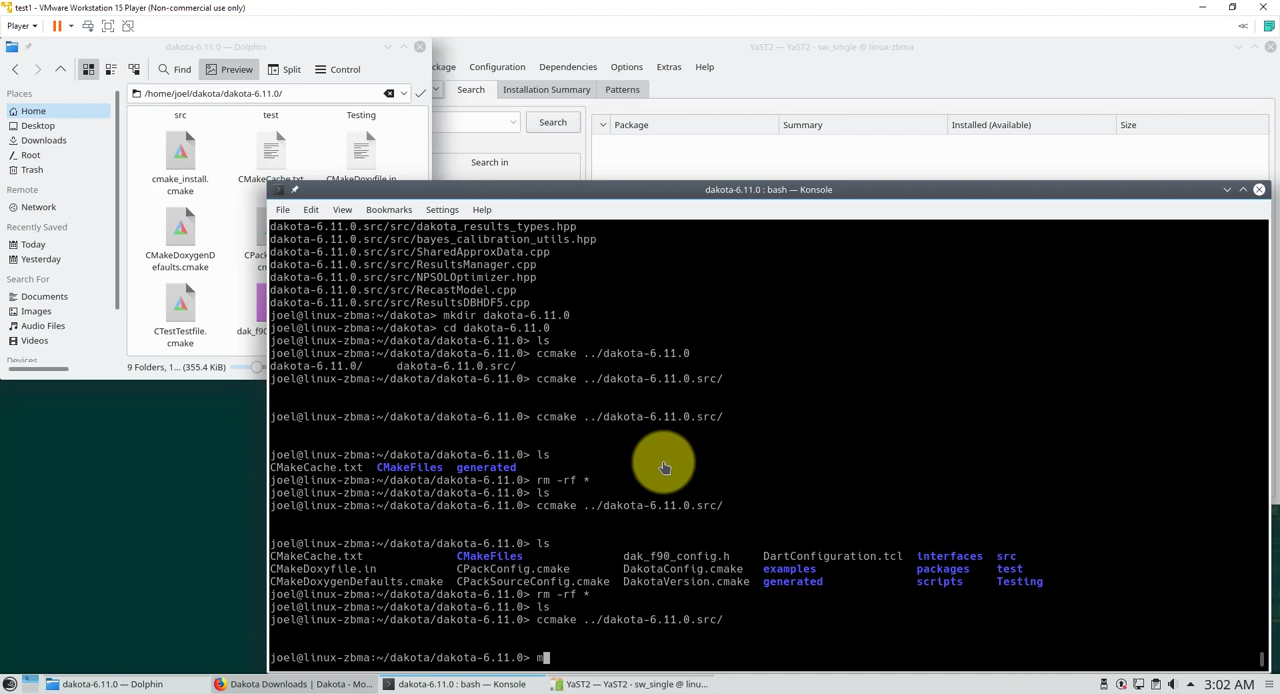 test1 - VMware Workstation 15 Player (Non-commercial use only)
Player
dakota-6.11.0 — Dolphin
YaST2 — YaST2 - sw_single @ linux-zbma
Find
Preview
Split
Control
ckage
Configuration
Dependencies
Options
Extras
Help
Places
/home/joel/dakota/dakota-6.11.0/
Search
Installation Summary
Patterns
Home
Desktop
Downloads
Root
Trash
Remote
Network
Recently Saved
Today
Yesterday
Search For
Documents
Images
Audio Files
Videos
Devices
src
test
Testing
cmake_install.
cmake
CMakeCache.txt
CMakeDoxyfile.in
CMakeDoxygenD
efaults.cmake
CPa
c
CTestTestfile.
cmake
dak_f90
9 Folders, 1... (355.4 KiB)
Search
Search in
Package
Summary
Installed (Available)
Size
dakota-6.11.0 : bash — Konsole
File
Edit
View
Bookmarks
Settings
Help
dakota-6.11.0.src/src/dakota_results_types.hpp
dakota-6.11.0.src/src/bayes_calibration_utils.hpp
dakota-6.11.0.src/src/SharedApproxData.cpp
dakota-6.11.0.src/src/ResultsManager.cpp
dakota-6.11.0.src/src/NPSOLOptimizer.hpp
dakota-6.11.0.src/src/RecastModel.cpp
dakota-6.11.0.src/src/ResultsDBHDF5.cpp
joel@linux-zbma:~/dakota> mkdir dakota-6.11.0
joel@linux-zbma:~/dakota> cd dakota-6.11.0
joel@linux-zbma:~/dakota/dakota-6.11.0> ls
joel@linux-zbma:~/dakota/dakota-6.11.0> ccmake ../dakota-6.11.0
dakota-6.11.0/     dakota-6.11.0.src/
joel@linux-zbma:~/dakota/dakota-6.11.0> ccmake ../dakota-6.11.0.src/
joel@linux-zbma:~/dakota/dakota-6.11.0> ccmake ../dakota-6.11.0.src/
joel@linux-zbma:~/dakota/dakota-6.11.0> ls
CMakeCache.txt  CMakeFiles  generated
joel@linux-zbma:~/dakota/dakota-6.11.0> rm -rf *
joel@linux-zbma:~/dakota/dakota-6.11.0> ls
joel@linux-zbma:~/dakota/dakota-6.11.0> ccmake ../dakota-6.11.0.src/
joel@linux-zbma:~/dakota/dakota-6.11.0> ls
CMakeCache.txt  CMakeFiles  dak_f90_config.h  DartConfiguration.tcl  interfaces  src
CMakeDoxyfile.in  CPackConfig.cmake  DakotaConfig.cmake  examples  packages  test
CMakeDoxygenDefaults.cmake  CPackSourceConfig.cmake  DakotaVersion.cmake  generated  scripts  Testing
joel@linux-zbma:~/dakota/dakota-6.11.0> rm -rf *
joel@linux-zbma:~/dakota/dakota-6.11.0> ls
joel@linux-zbma:~/dakota/dakota-6.11.0> ccmake ../dakota-6.11.0.src/
joel@linux-zbma:~/dakota/dakota-6.11.0> m
dakota-6.11.0 — Dolphin
Dakota Downloads | Dakota - Mo...
dakota-6.11.0 : bash — Konsole
YaST2 — YaST2 - sw_single @ linu...
3:02 AM